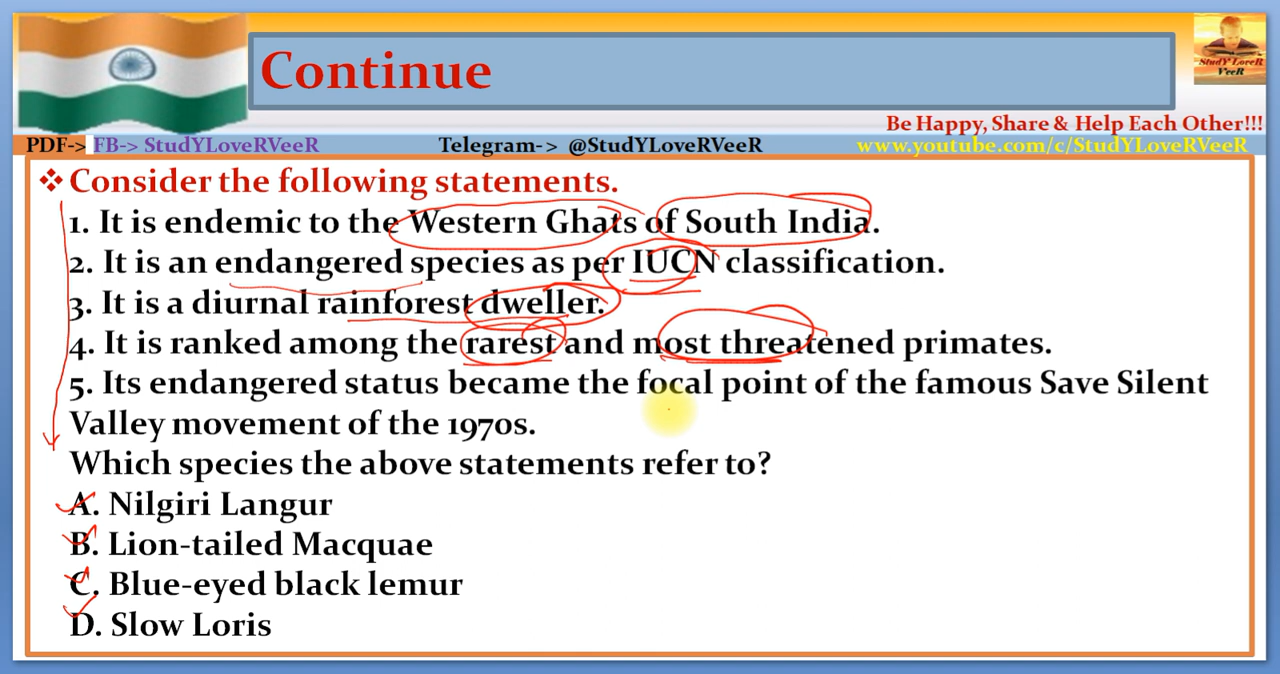 Continue
StudY LoveR
VeeR
Be Happy, Share & Help Each Other!!!
PDF-> FB-> StudYLoveRVeeR Telegram-> @StudYLoveRVeeR www.youtube.com/c/StudYLoveRVeeR
❖ Consider the following statements.
1. It is endemic to the Western Ghats of South India.
2. It is an endangered species as per IUCN classification.
3. It is a diurnal rainforest dweller.
4. It is ranked among the rarest and most threatened primates.
5. Its endangered status became the focal point of the famous Save Silent
Valley movement of the 1970s.
Which species the above statements refer to?
A. Nilgiri Langur
B. Lion-tailed Macquae
C. Blue-eyed black lemur
D. Slow Loris